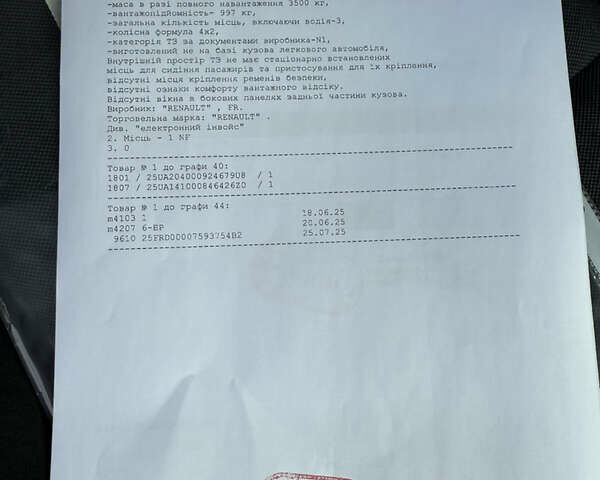 -маса в разі повного навантаження 3500 кг,
-вантажопідйомність- 997 кг,
-загальна кількість місць, включаючи водія-3,
-колісна формула 4х2,
-категорія ТЗ за документами виробника-N1,
-виготовлений не на базі кузова легкового автомобіля,
Внутрішній простір ТЗ не має стаціонарно встановлених
місць для сидіння пасажирів та пристосування для їх кріплення,
відсутні місця кріплення ременів безпеки,
відсутні ознаки комфорту вантажного відсіку.
Відсутні вікна в бокових панелях задньої частини кузова.
Виробник: "RENAULT" , FR.
Торговельна марка: "RENAULT" .
Див. "електронний інвойс"
2. Місць - 1 NF
3. 0
Товар № 1 до графи 40:
1801 / 25UA204000924679U8 / 1
1807 / 25UA141000846426Z0 / 1
Товар № 1 до графи 44:
m4103 1 18.06.25
m4207 6-БР 20.06.25
9610 25FRD00007593754B2 25.07.25